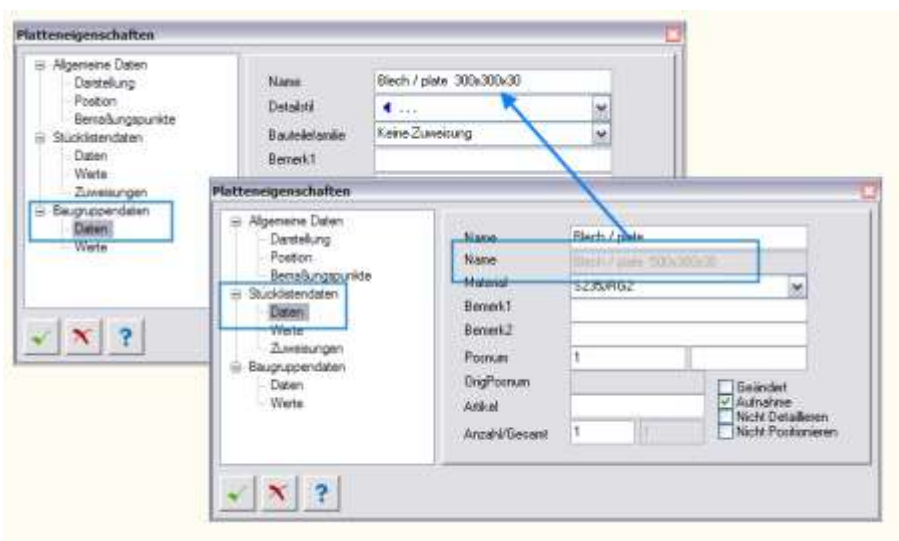 Platteneigenschaften
Allgemeine Daten
Darstellung
Position
Bemaßungspunkte
Stücklistendaten
Daten
Werte
Zuweisungen
Baugruppendaten
Daten
Werte
Name Blech / plate 300x300x30
Detailstil ...
Bauteilefamilie Keine Zuweisung
Bemerk1
?
Platteneigenschaften
Allgemeine Daten
Darstellung
Position
Bemaßungspunkte
Stücklistendaten
Daten
Werte
Zuweisungen
Baugruppendaten
Daten
Werte
Name Blech / plate
Name Blech / plate 300x300x30
Material S235JRG2
Bemerk1
Bemerk2
Posnum 1
OrigPosnum
Artikel
Anzahl/Gesamt 1 1
Geändert
Aufnahme
Nicht Detaillieren
Nicht Positionieren
?